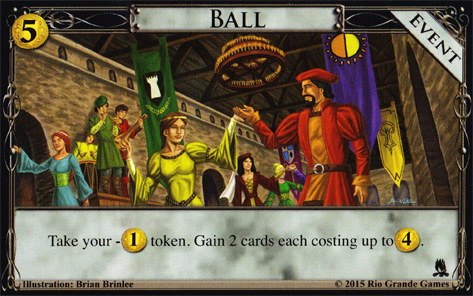 5
BALL
EVENT
Take your -1 token. Gain 2 cards each costing up to 4.
Illustration: Brian Brinlee
© 2015 Rio Grande Games